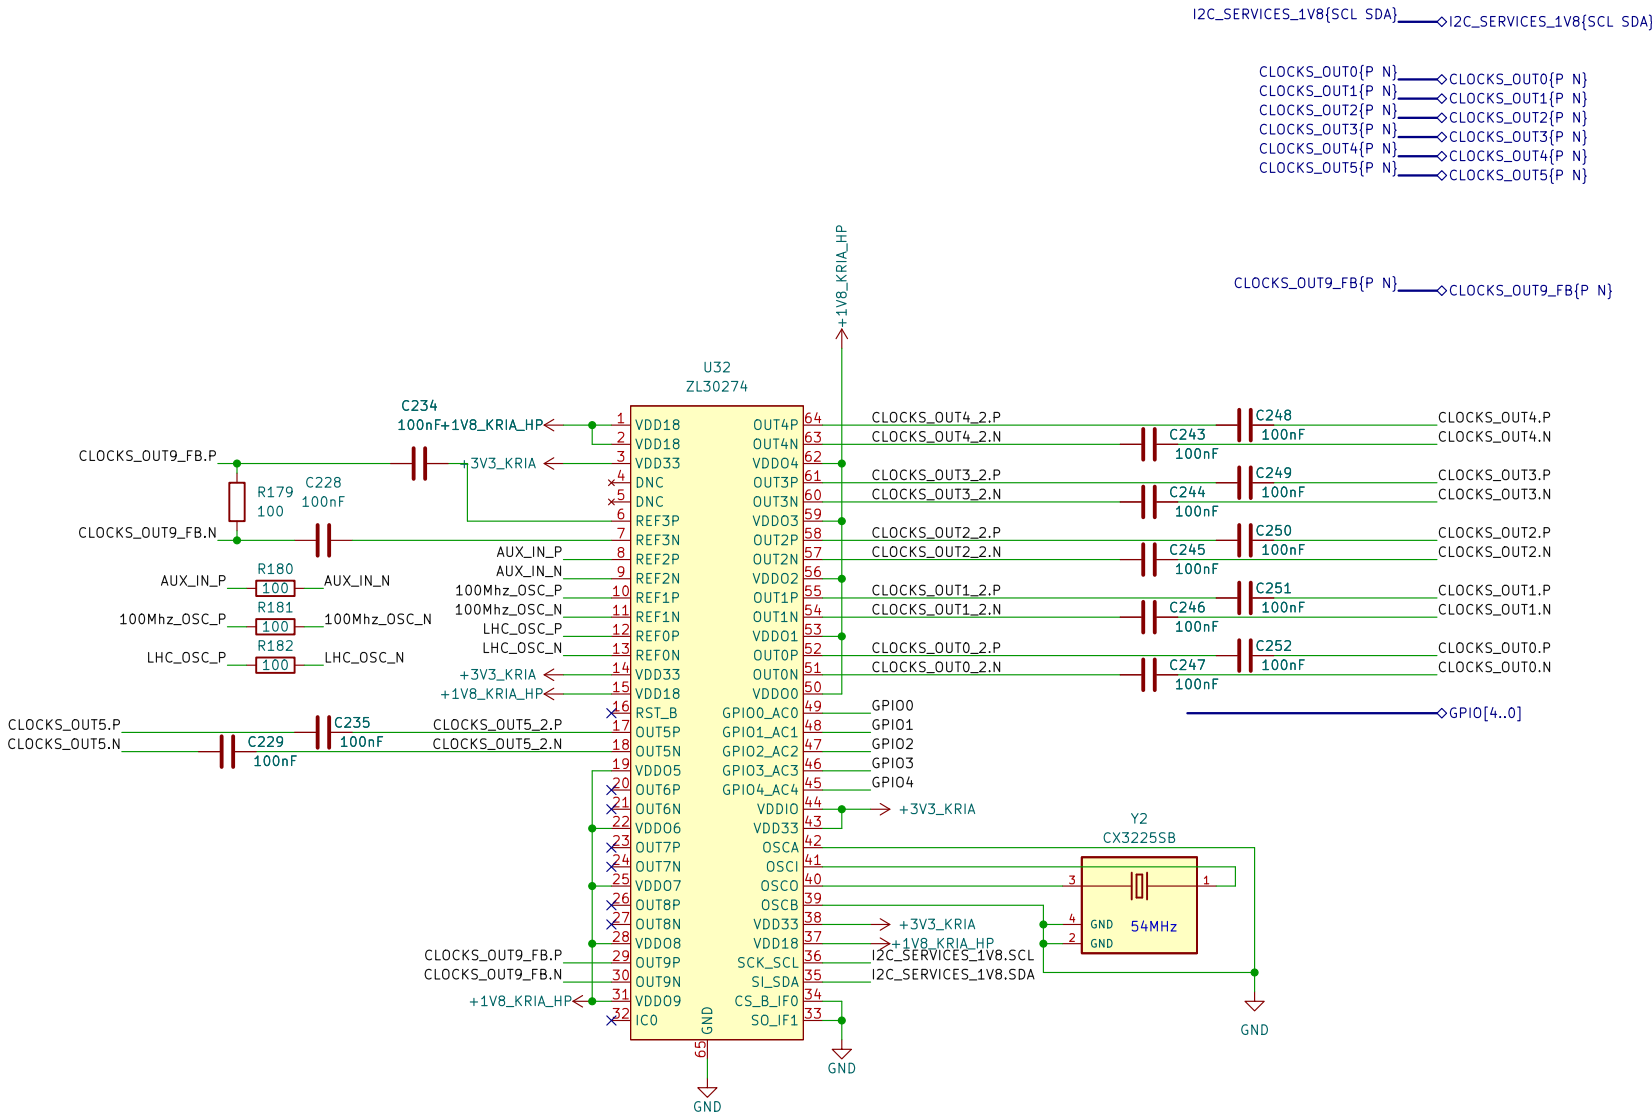 I2C_SERVICES_1V8{SCL SDA} I2C_SERVICES_1V8{SCL SDA}
CLOCKS_OUT0{P N} CLOCKS_OUT0{P N}
CLOCKS_OUT1{P N} CLOCKS_OUT1{P N}
CLOCKS_OUT2{P N} CLOCKS_OUT2{P N}
CLOCKS_OUT3{P N} CLOCKS_OUT3{P N}
CLOCKS_OUT4{P N} CLOCKS_OUT4{P N}
CLOCKS_OUT5{P N} CLOCKS_OUT5{P N}
CLOCKS_OUT9_FB{P N} CLOCKS_OUT9_FB{P N}
+1V8_KRIA_HP
U32
ZL30274
C234
100nF
+1V8_KRIA_HP 1 VDD18 OUT4P 64 CLOCKS_OUT4_2.P C248 100nF CLOCKS_OUT4.P
2 VDD18 OUT4N 63 CLOCKS_OUT4_2.N C243 100nF CLOCKS_OUT4.N
CLOCKS_OUT9_FB.P +3V3_KRIA 3 VDD33 VDDO4 62
4 DNC OUT3P 61 CLOCKS_OUT3_2.P C249 100nF CLOCKS_OUT3.P
R179 100 C228 100nF 5 DNC OUT3N 60 CLOCKS_OUT3_2.N C244 100nF CLOCKS_OUT3.N
6 REF3P VDDO3 59
CLOCKS_OUT9_FB.N 7 REF3N OUT2P 58 CLOCKS_OUT2_2.P C250 100nF CLOCKS_OUT2.P
AUX_IN_P 8 REF2P OUT2N 57 CLOCKS_OUT2_2.N C245 100nF CLOCKS_OUT2.N
R180
AUX_IN_P 100 AUX_IN_N AUX_IN_N 9 REF2N VDDO2 56
100Mhz_OSC_P 10 REF1P OUT1P 55 CLOCKS_OUT1_2.P C251 100nF CLOCKS_OUT1.P
R181
100Mhz_OSC_P 100 100Mhz_OSC_N 100Mhz_OSC_N 11 REF1N OUT1N 54 CLOCKS_OUT1_2.N C246 100nF CLOCKS_OUT1.N
LHC_OSC_P 12 REF0P VDDO1 53
R182
LHC_OSC_P 100 LHC_OSC_N LHC_OSC_N 13 REF0N OUT0P 52 CLOCKS_OUT0_2.P C252 100nF CLOCKS_OUT0.P
+3V3_KRIA 14 VDD33 OUT0N 51 CLOCKS_OUT0_2.N C247 100nF CLOCKS_OUT0.N
+1V8_KRIA_HP 15 VDD18 VDDO0 50
16 RST_B GPIO0_AC0 49 GPIO0 GPIO[4..0]
CLOCKS_OUT5.P C235 100nF CLOCKS_OUT5_2.P 17 OUT5P GPIO1_AC1 48 GPIO1
CLOCKS_OUT5.N C229 100nF CLOCKS_OUT5_2.N 18 OUT5N GPIO2_AC2 47 GPIO2
19 VDDO5 GPIO3_AC3 46 GPIO3
20 OUT6P GPIO4_AC4 45 GPIO4
21 OUT6N VDDIO 44 +3V3_KRIA
22 VDDO6 VDD33 43
Y2
CX3225SB
23 OUT7P OSCA 42
24 OUT7N OSCI 41
25 VDDO7 OSCO 40 3 1
26 OUT8P OSCB 39
27 OUT8N VDD33 38 +3V3_KRIA 4 GND 54MHz
28 VDDO8 VDD18 37 +1V8_KRIA_HP 2 GND
CLOCKS_OUT9_FB.P 29 OUT9P SCK_SCL 36 I2C_SERVICES_1V8.SCL
CLOCKS_OUT9_FB.N 30 OUT9N SI_SDA 35 I2C_SERVICES_1V8.SDA
+1V8_KRIA_HP 31 VDDO9 CS_B_IF0 34
32 IC0 SO_IF1 33
GND
65
GND
GND
GND